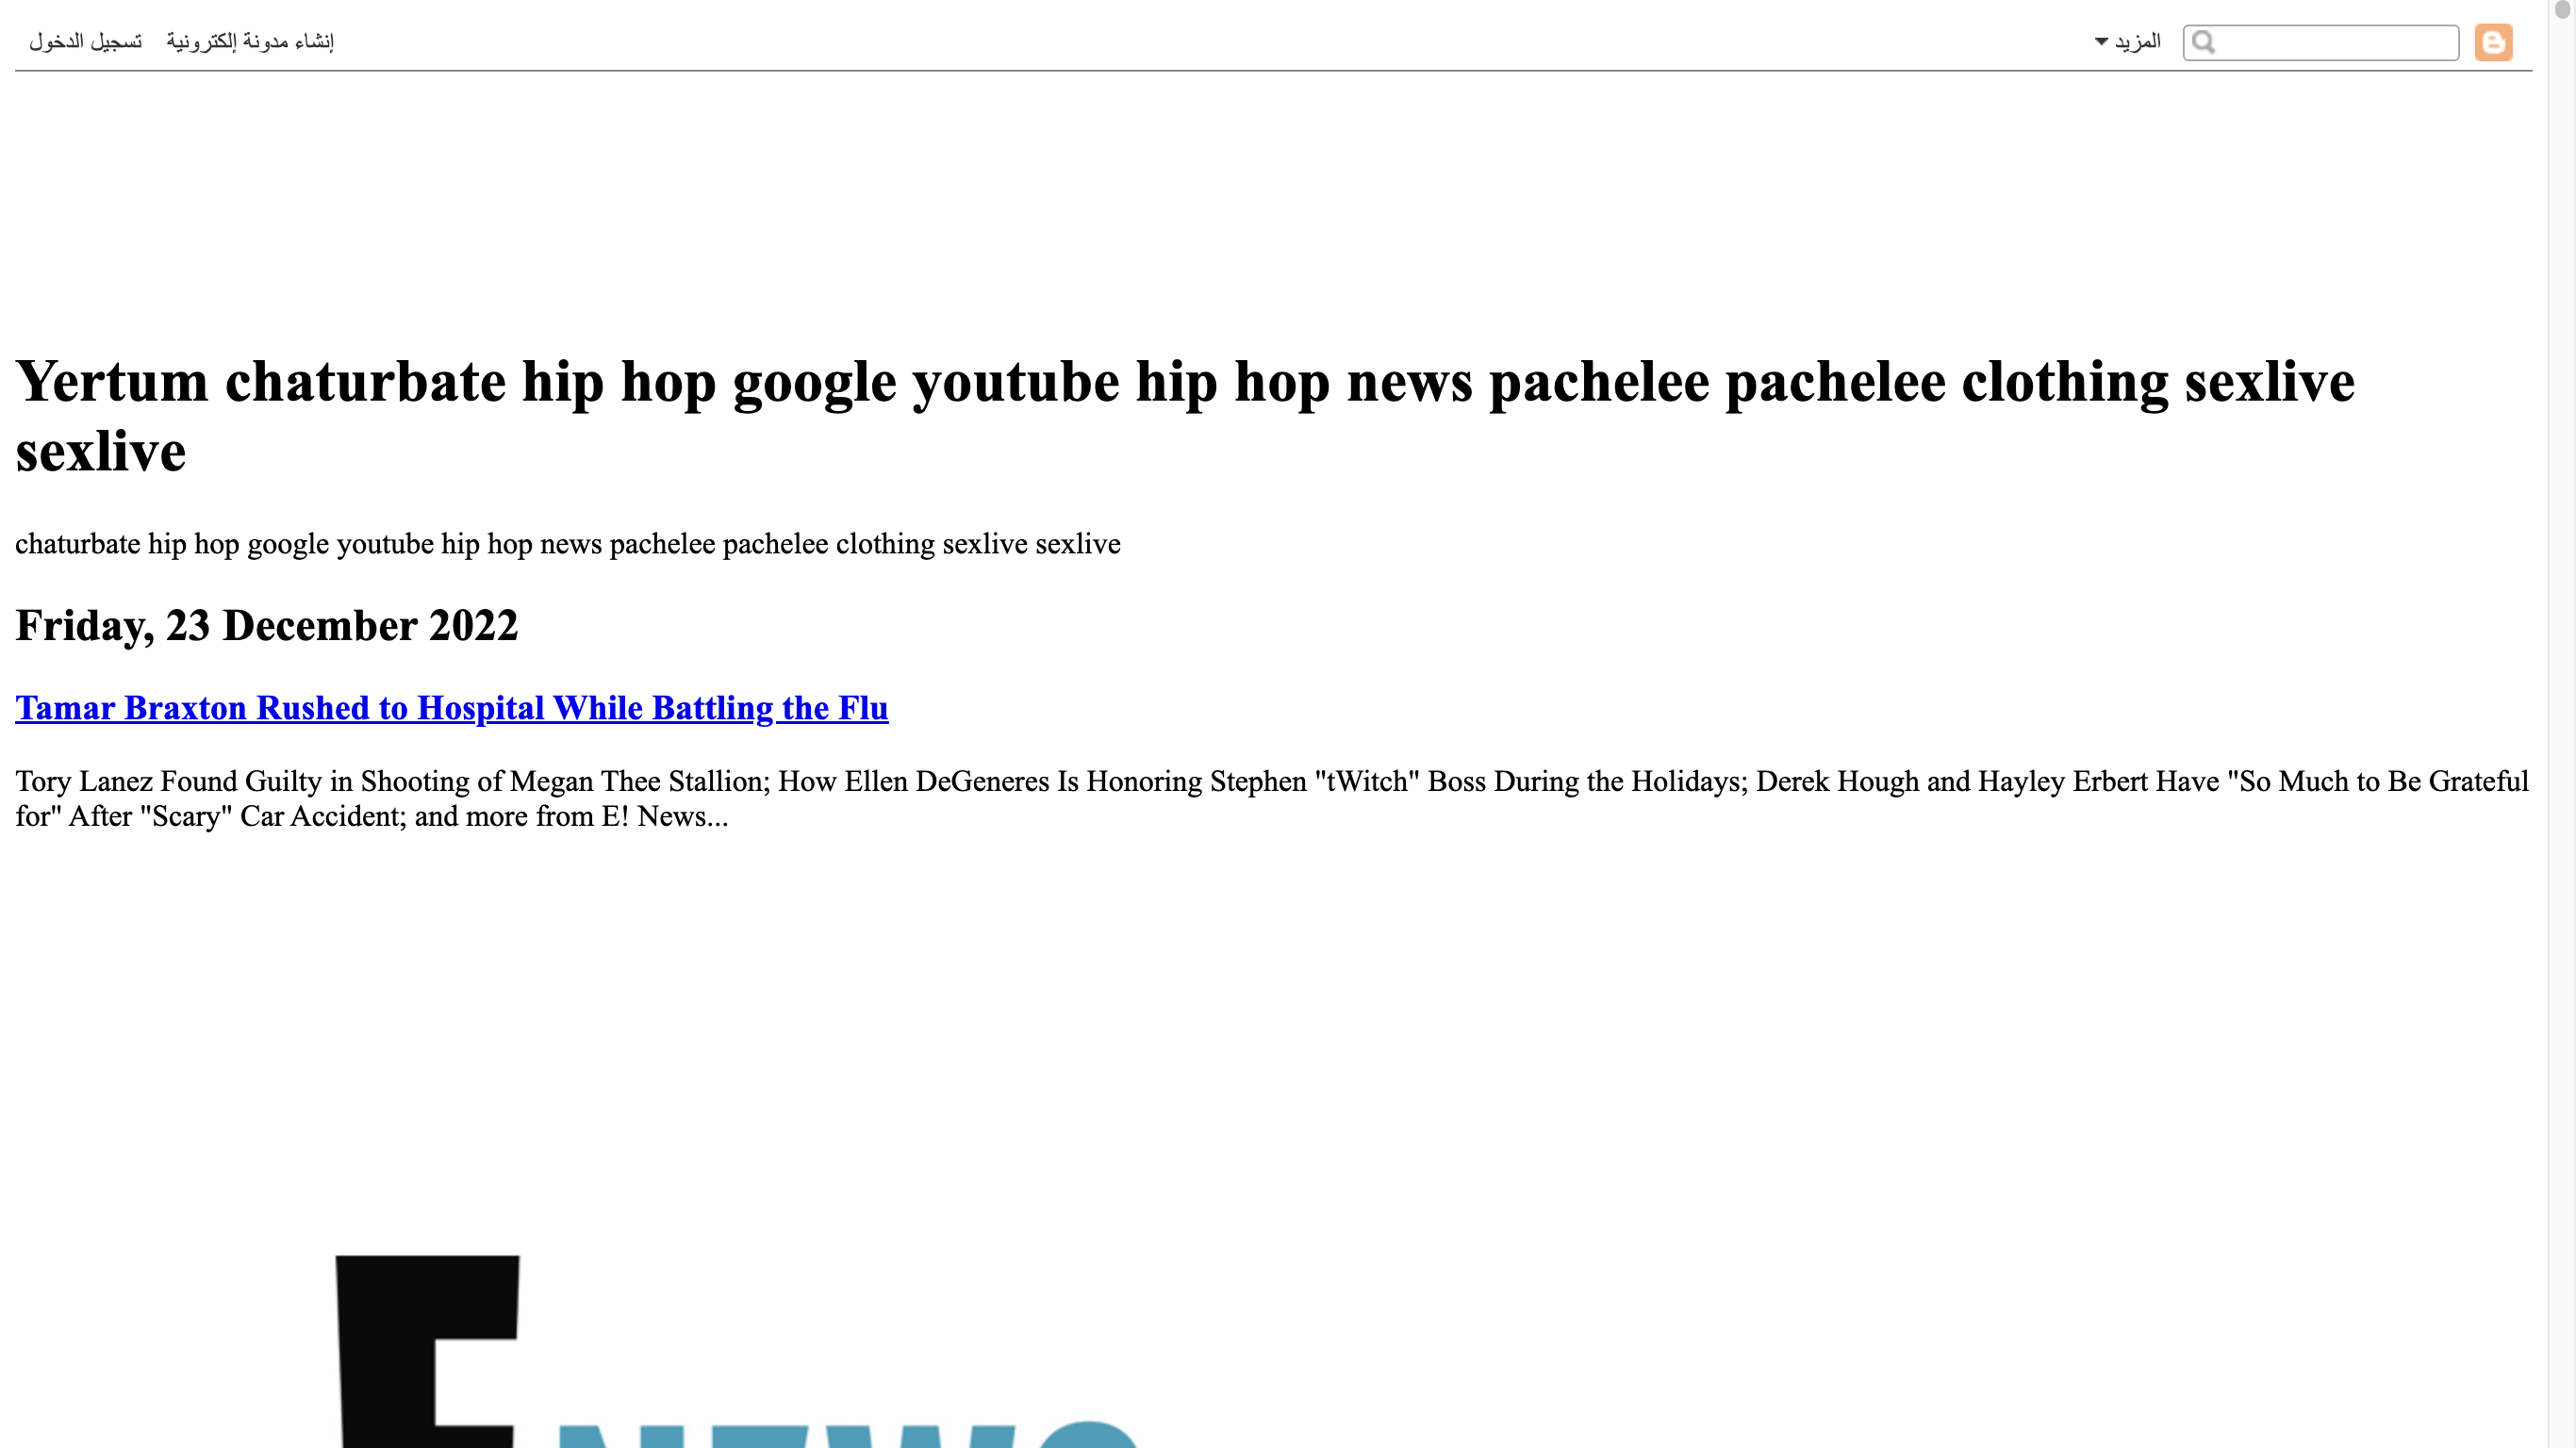 تسجيل الدخول إنشاء مدونة إلكترونية المزيد
Yertum chaturbate hip hop google youtube hip hop news pachelee pachelee clothing sexlive
sexlive
chaturbate hip hop google youtube hip hop news pachelee pachelee clothing sexlive sexlive
Friday, 23 December 2022
Tamar Braxton Rushed to Hospital While Battling the Flu
Tory Lanez Found Guilty in Shooting of Megan Thee Stallion; How Ellen DeGeneres Is Honoring Stephen "tWitch" Boss During the Holidays; Derek Hough and Hayley Erbert Have "So Much to Be Grateful
for" After "Scary" Car Accident; and more from E! News...